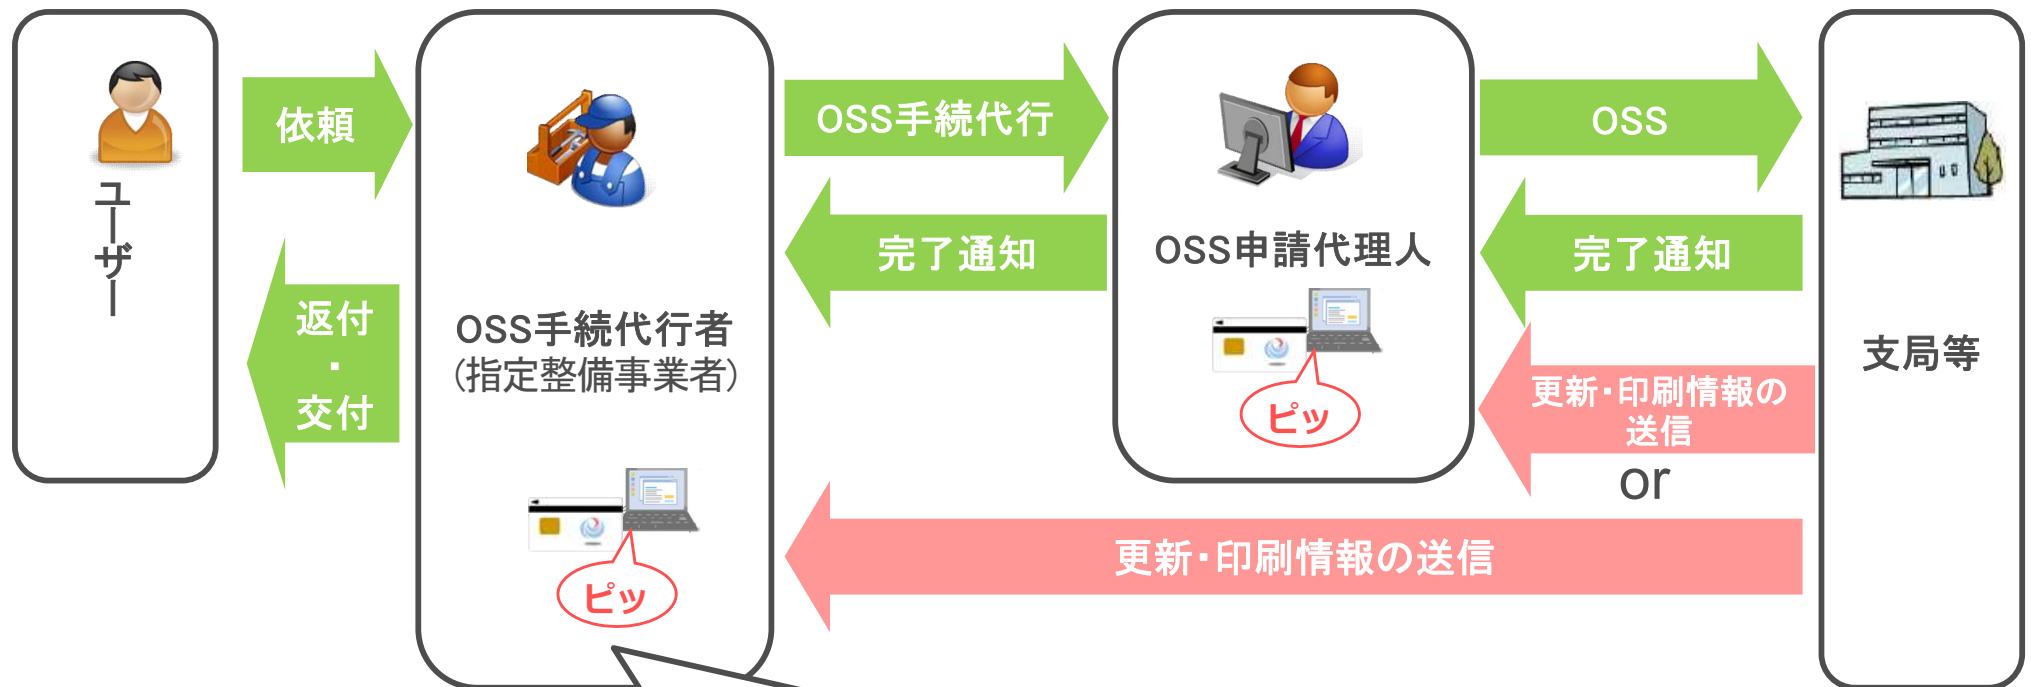 ユーザー
依頼
返付
・
交付
OSS手続代行者
(指定整備事業者)
ピッ
OSS手続代行
完了通知
OSS申請代理人
ピッ
OSS
完了通知
更新・印刷情報の
送信
or
更新・印刷情報の送信
支局等